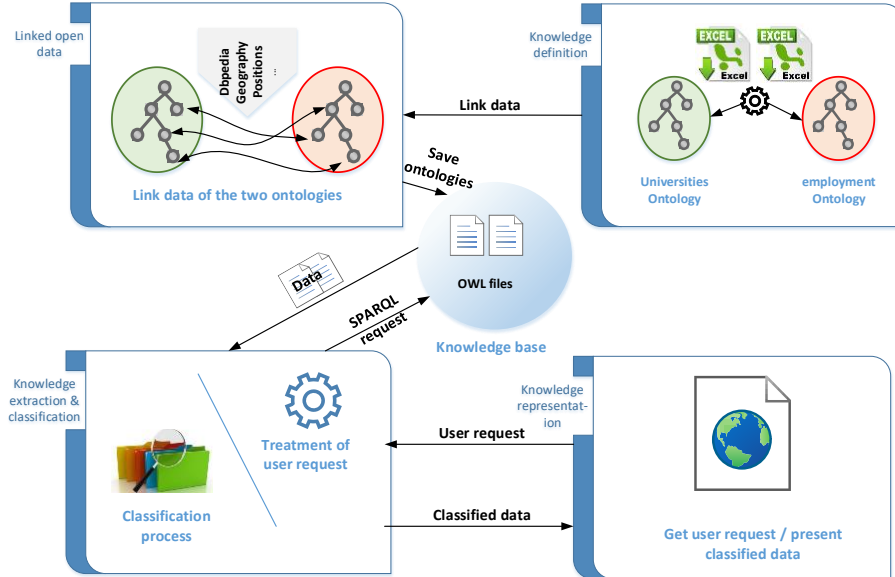 Linked open
data
Dbpedia
Geography
Positions
...
Link data of the two ontologies
Link data
Knowledge
definition
EXCEL
Excel
EXCEL
Excel
Universities
Ontology
employment
Ontology
Save
ontologies
OWL files
Knowledge base
Data
SPARQL
request
Knowledge
extraction &
classification
Treatment of
user request
Classification
process
User request
Classified data
Knowledge
representat-
ion
Get user request / present
classified data